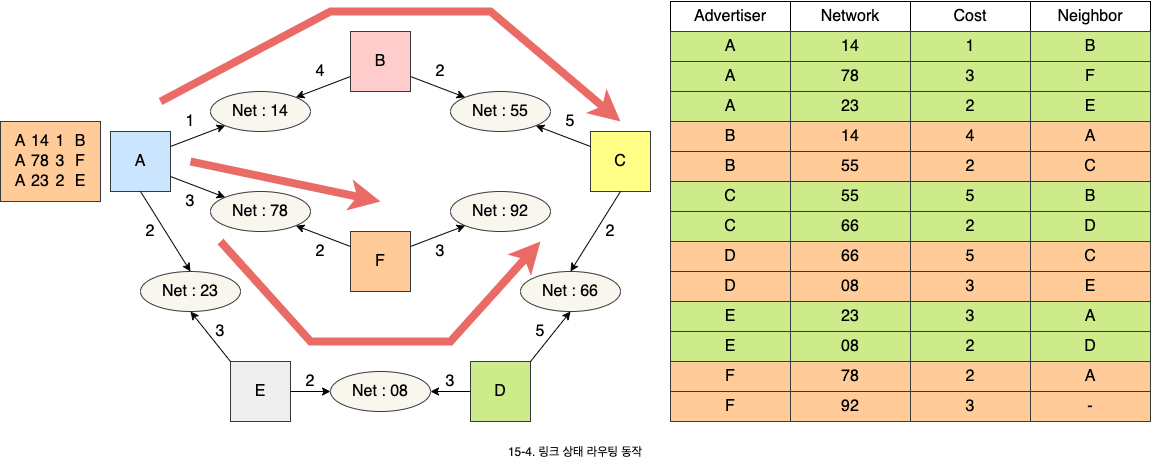 A 14 1 B
A 78 3 F
A 23 2 E
A
B
C
D
E
F
Net : 14
Net : 55
Net : 78
Net : 92
Net : 23
Net : 66
Net : 08
1
4
2
5
3
2
3
2
2
3
5
2
3
Advertiser Network Cost Neighbor
A 14 1 B
A 78 3 F
A 23 2 E
B 14 4 A
B 55 2 C
C 55 5 B
C 66 2 D
D 66 5 C
D 08 3 E
E 23 3 A
E 08 2 D
F 78 2 A
F 92 3 -
15-4. 링크 상태 라우팅 동작